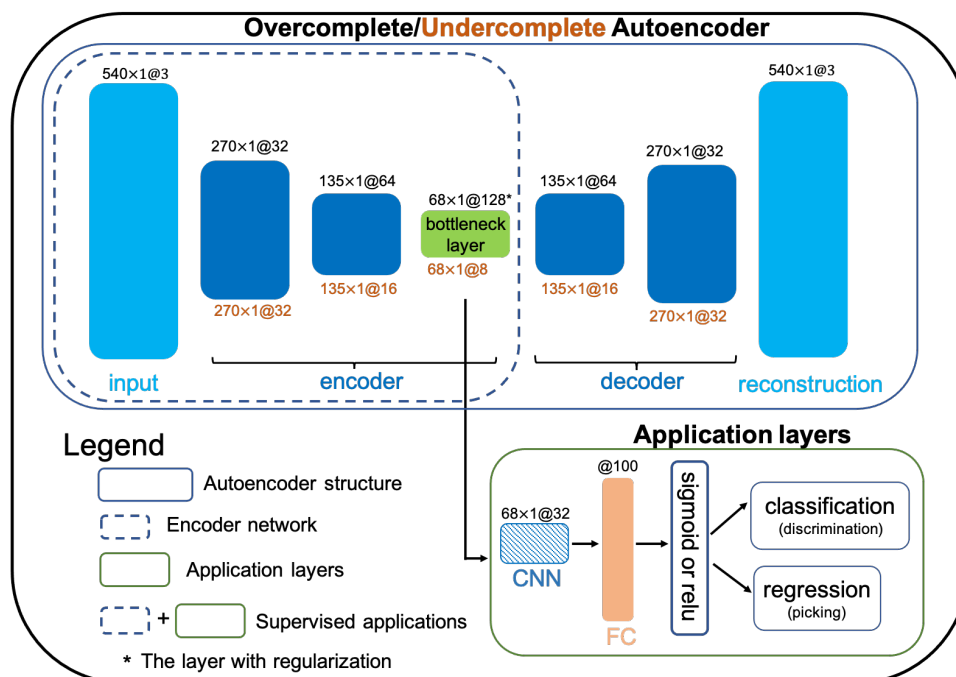 Overcomplete/Undercomplete Autoencoder
540×1@3
270×1@32
135×1@64
68×1@128*
bottleneck
layer
68×1@8
135×1@16
270×1@32
135×1@64
270×1@32
540×1@3
135×1@16
270×1@32
input
encoder
decoder
reconstruction
Legend
Autoencoder structure
Encoder network
Application layers
+
Supervised applications
* The layer with regularization
Application layers
@100
68×1@32
CNN
FC
sigmoid or relu
classification
(discrimination)
regression
(picking)